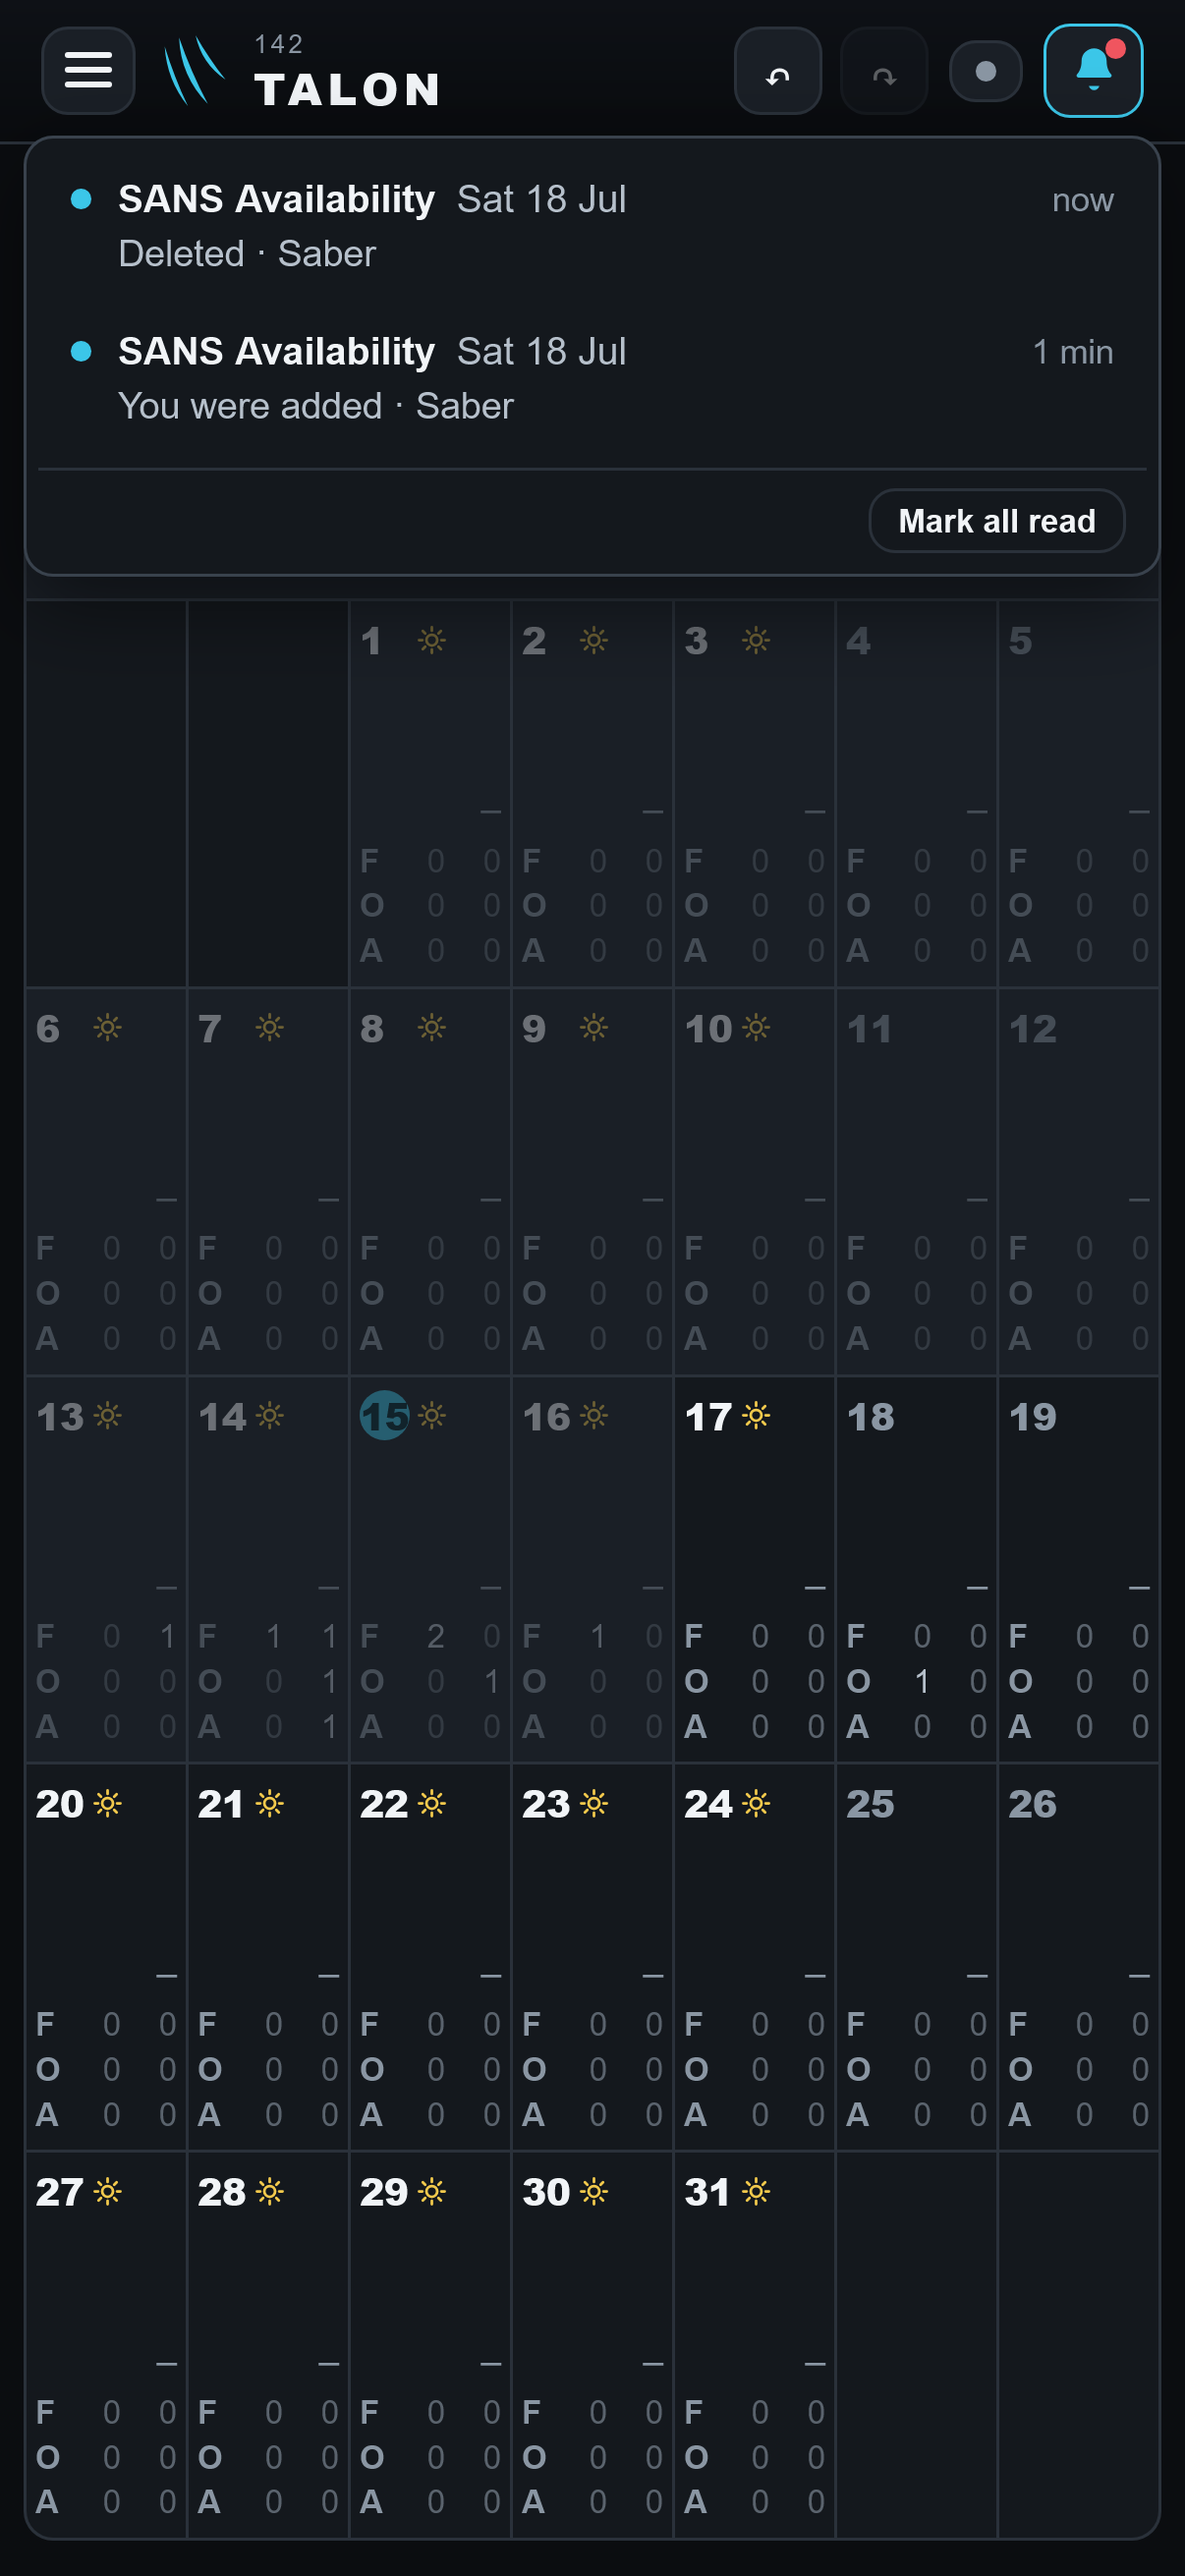 142
TALON
SANS Availability Sat 18 Jul now
Deleted · Saber
SANS Availability Sat 18 Jul 1 min
You were added · Saber
Mark all read
1 2 3 4 5
– – – – –
F 0 0 F 0 0 F 0 0 F 0 0 F 0 0
O 0 0 O 0 0 O 0 0 O 0 0 O 0 0
A 0 0 A 0 0 A 0 0 A 0 0 A 0 0
6 7 8 9 10 11 12
– – – – – – –
F 0 0 F 0 0 F 0 0 F 0 0 F 0 0 F 0 0 F 0 0
O 0 0 O 0 0 O 0 0 O 0 0 O 0 0 O 0 0 O 0 0
A 0 0 A 0 0 A 0 0 A 0 0 A 0 0 A 0 0 A 0 0
13 14 15 16 17 18 19
– – – – – – –
F 0 1 F 1 1 F 2 0 F 1 0 F 0 0 F 0 0 F 0 0
O 0 0 O 0 1 O 0 1 O 0 0 O 0 0 O 1 0 O 0 0
A 0 0 A 0 1 A 0 0 A 0 0 A 0 0 A 0 0 A 0 0
20 21 22 23 24 25 26
– – – – – – –
F 0 0 F 0 0 F 0 0 F 0 0 F 0 0 F 0 0 F 0 0
O 0 0 O 0 0 O 0 0 O 0 0 O 0 0 O 0 0 O 0 0
A 0 0 A 0 0 A 0 0 A 0 0 A 0 0 A 0 0 A 0 0
27 28 29 30 31
– – – – –
F 0 0 F 0 0 F 0 0 F 0 0 F 0 0
O 0 0 O 0 0 O 0 0 O 0 0 O 0 0
A 0 0 A 0 0 A 0 0 A 0 0 A 0 0